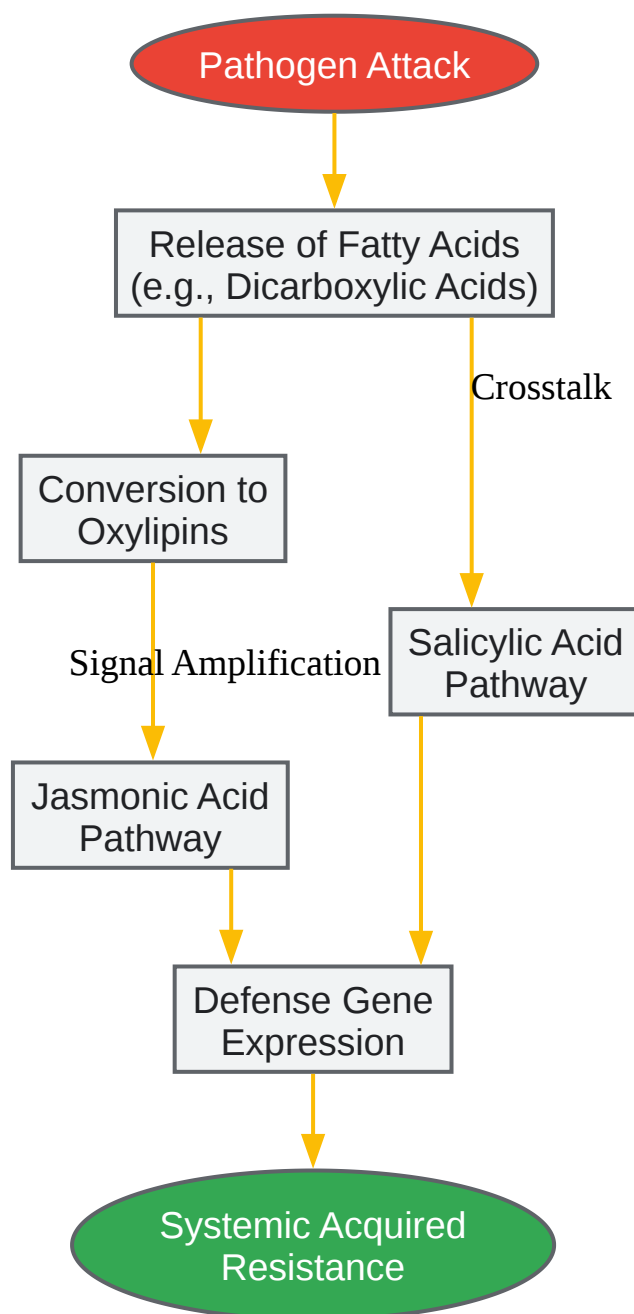 Pathogen Attack
Release of Fatty Acids
(e.g., Dicarboxylic Acids)
Crosstalk
Conversion to
Oxylipins
Signal Amplification
Salicylic Acid
Pathway
Jasmonic Acid
Pathway
Defense Gene
Expression
Systemic Acquired
Resistance